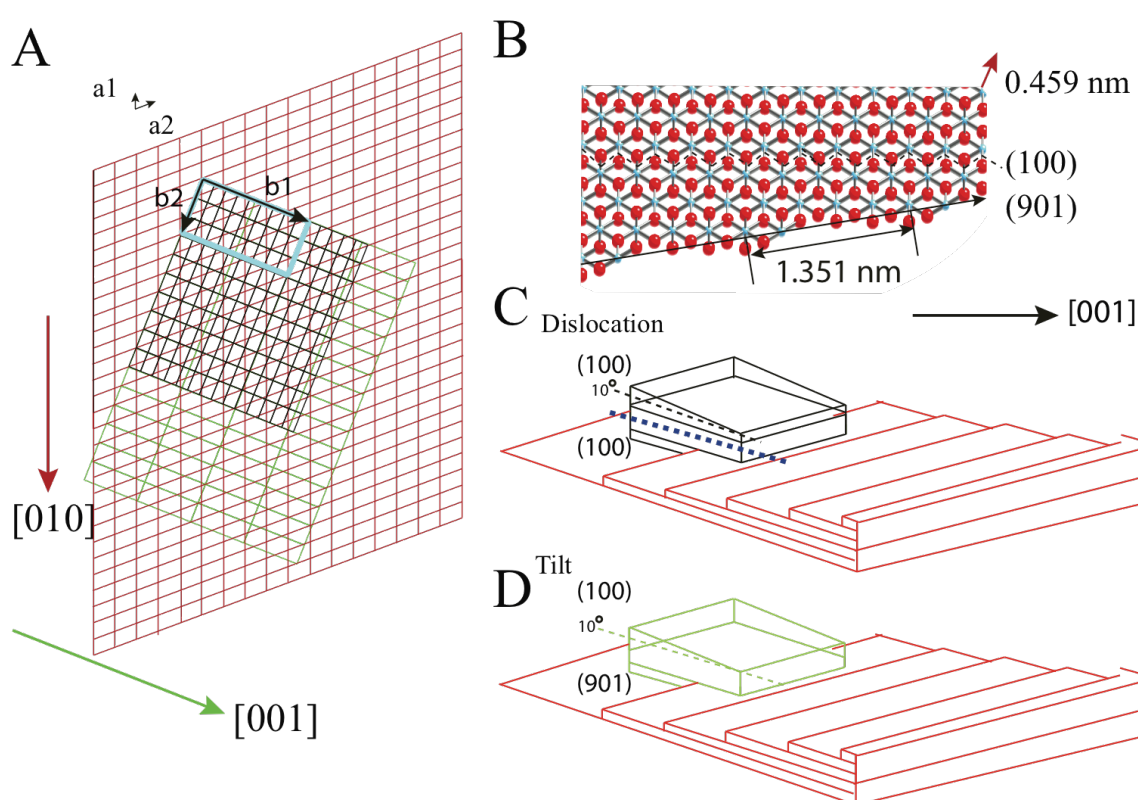 A
a1
a2
b1
b2
[010]
[001]
B
0.459 nm
(100)
(901)
1.351 nm
[001]
C Dislocation
(100)
10°
(100)
D Tilt
(100)
10°
(901)